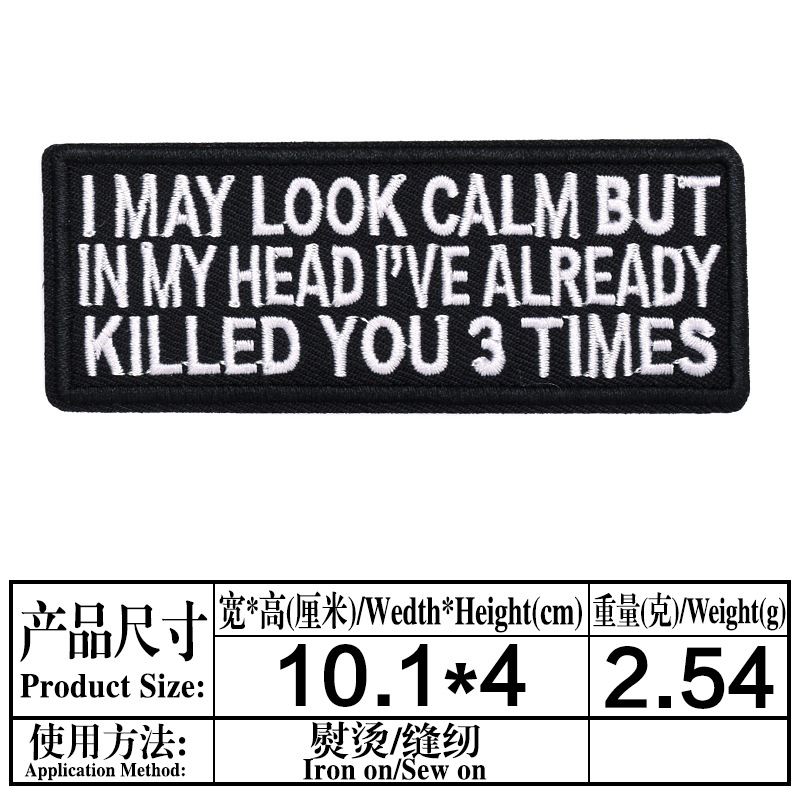 I MAY LOOK CALM BUT
IN MY HEAD I'VE ALREADY
KILLED YOU 3 TIMES
产品尺寸
Product Size:
宽*高(厘米)/Wedth*Height(cm)
10.1*4
重量(克)/Weight(g)
2.54
使用方法:
Application Method:
熨烫/缝纫
Iron on/Sew on